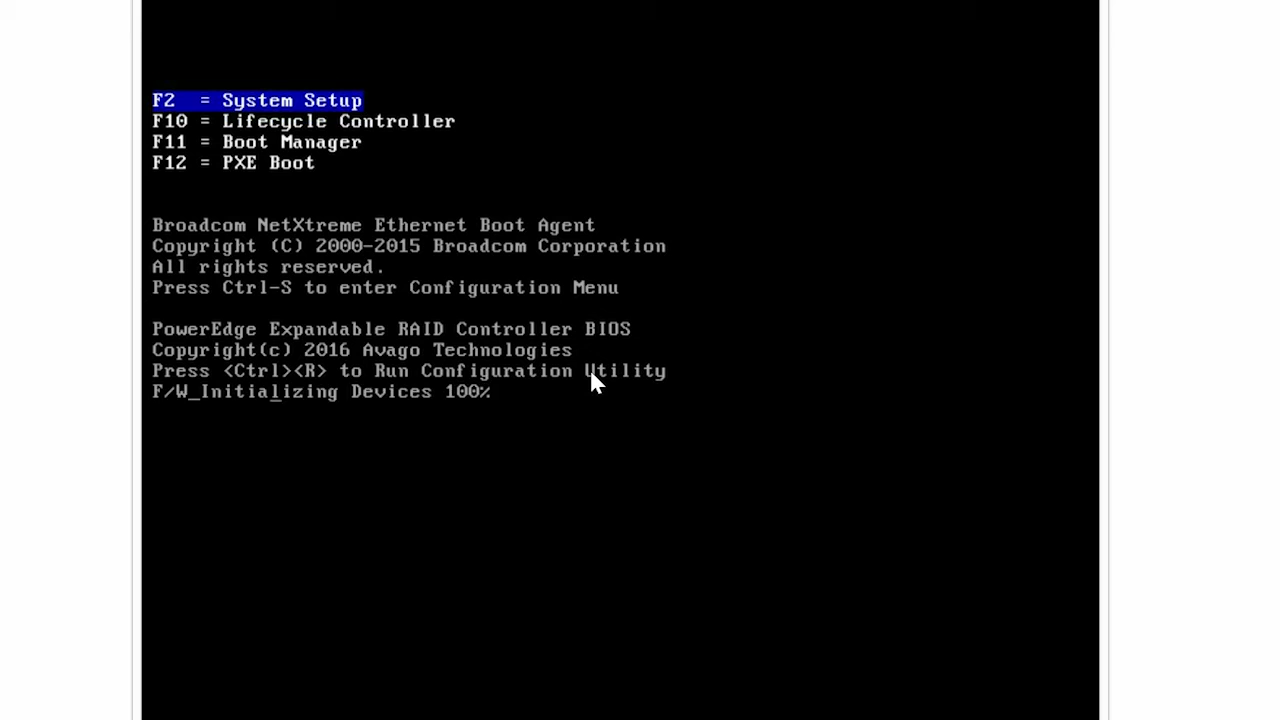 F2 = System Setup
F10 = Lifecycle Controller
F11 = Boot Manager
F12 = PXE Boot
Broadcom NetXtreme Ethernet Boot Agent
Copyright (C) 2000-2015 Broadcom Corporation
All rights reserved.
Press Ctrl-S to enter Configuration Menu
PowerEdge Expandable RAID Controller BIOS
Copyright(c) 2016 Avago Technologies
Press <Ctrl><R> to Run Configuration Utility
F/W_Initializing Devices 100%